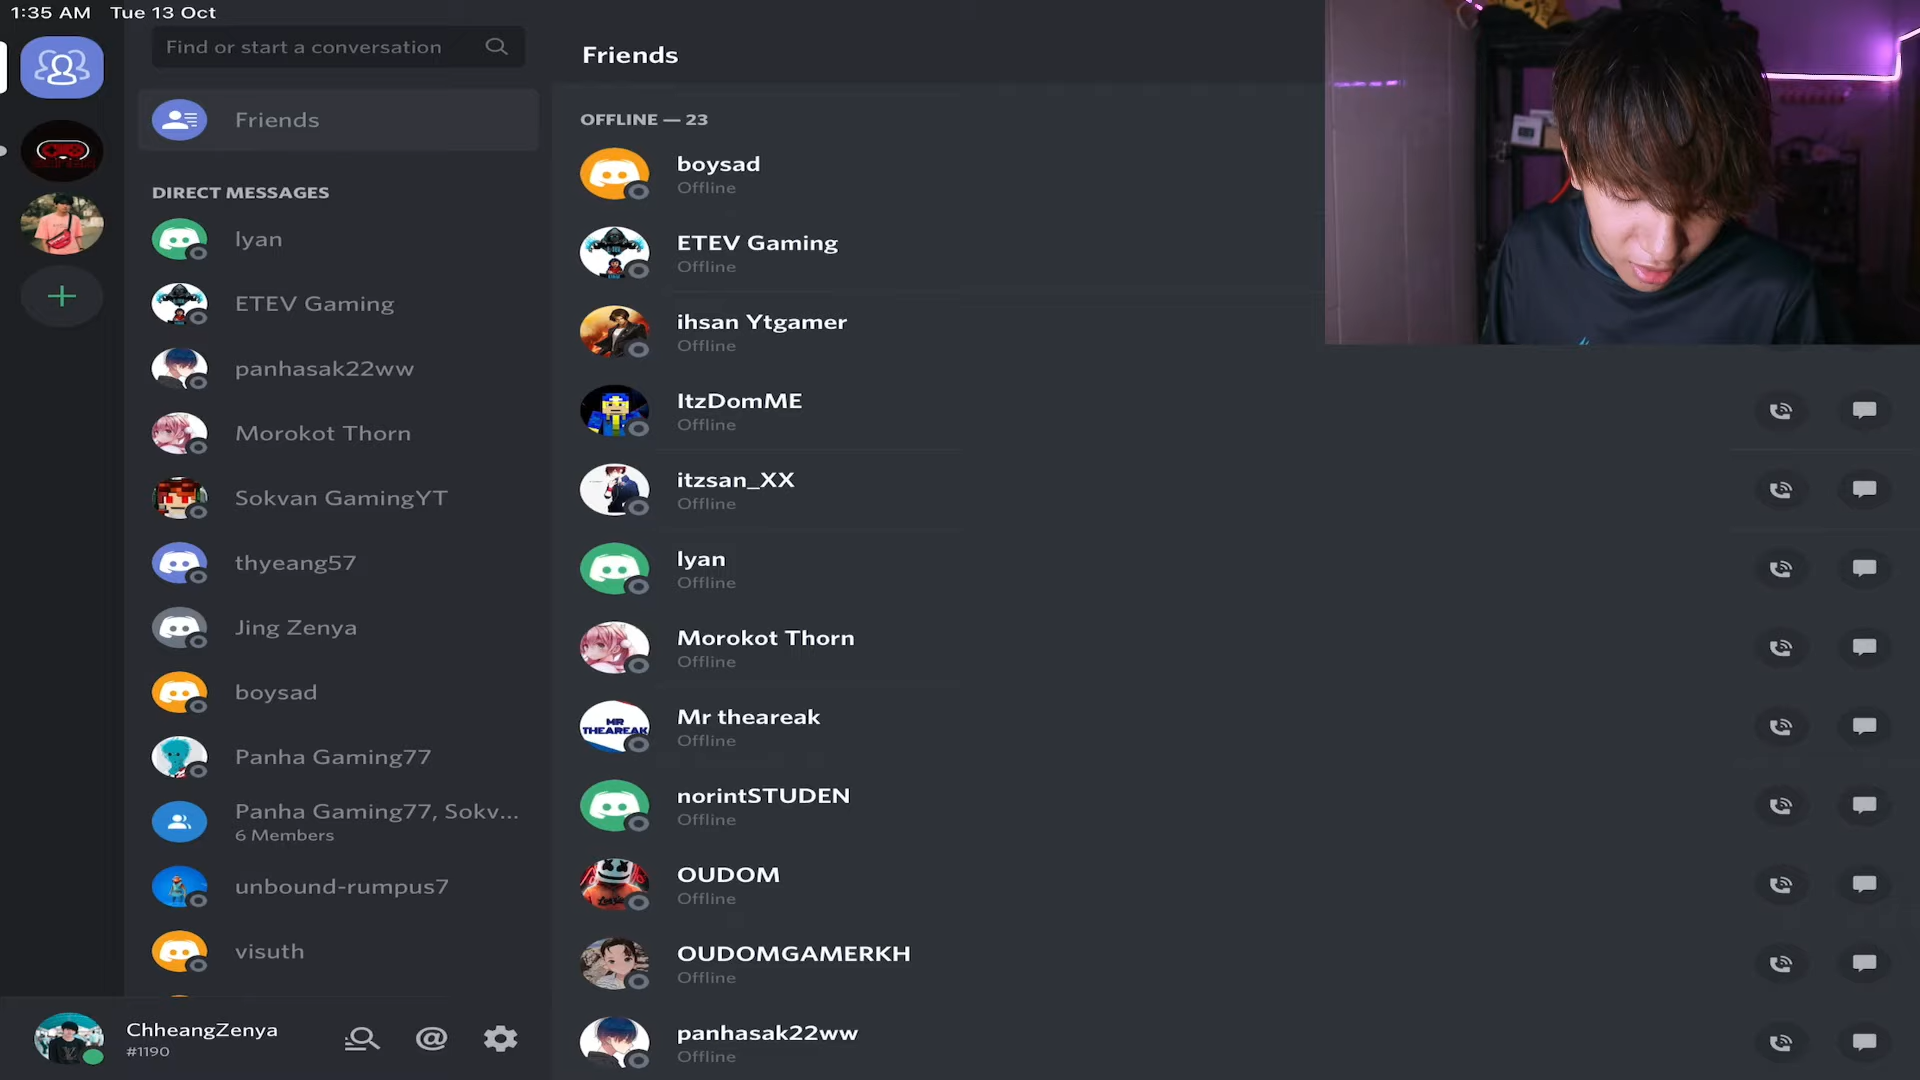 1:35 AM Tue 13 Oct
Find or start a conversation
Friends
DIRECT MESSAGES
lyan
ETEV Gaming
panhasak22ww
Morokot Thorn
Sokvan GamingYT
thyeang57
Jing Zenya
boysad
Panha Gaming77
Panha Gaming77, Sokv...
6 Members
unbound-rumpus7
visuth
ChheangZenya
#1190
Friends
OFFLINE — 23
boysad
Offline
ETEV Gaming
Offline
ihsan Ytgamer
Offline
ItzDomME
Offline
itzsan_XX
Offline
lyan
Offline
Morokot Thorn
Offline
MR
THEAREAK
Mr theareak
Offline
norintSTUDEN
Offline
OUDOM
Offline
OUDOMGAMERKH
Offline
panhasak22ww
Offline